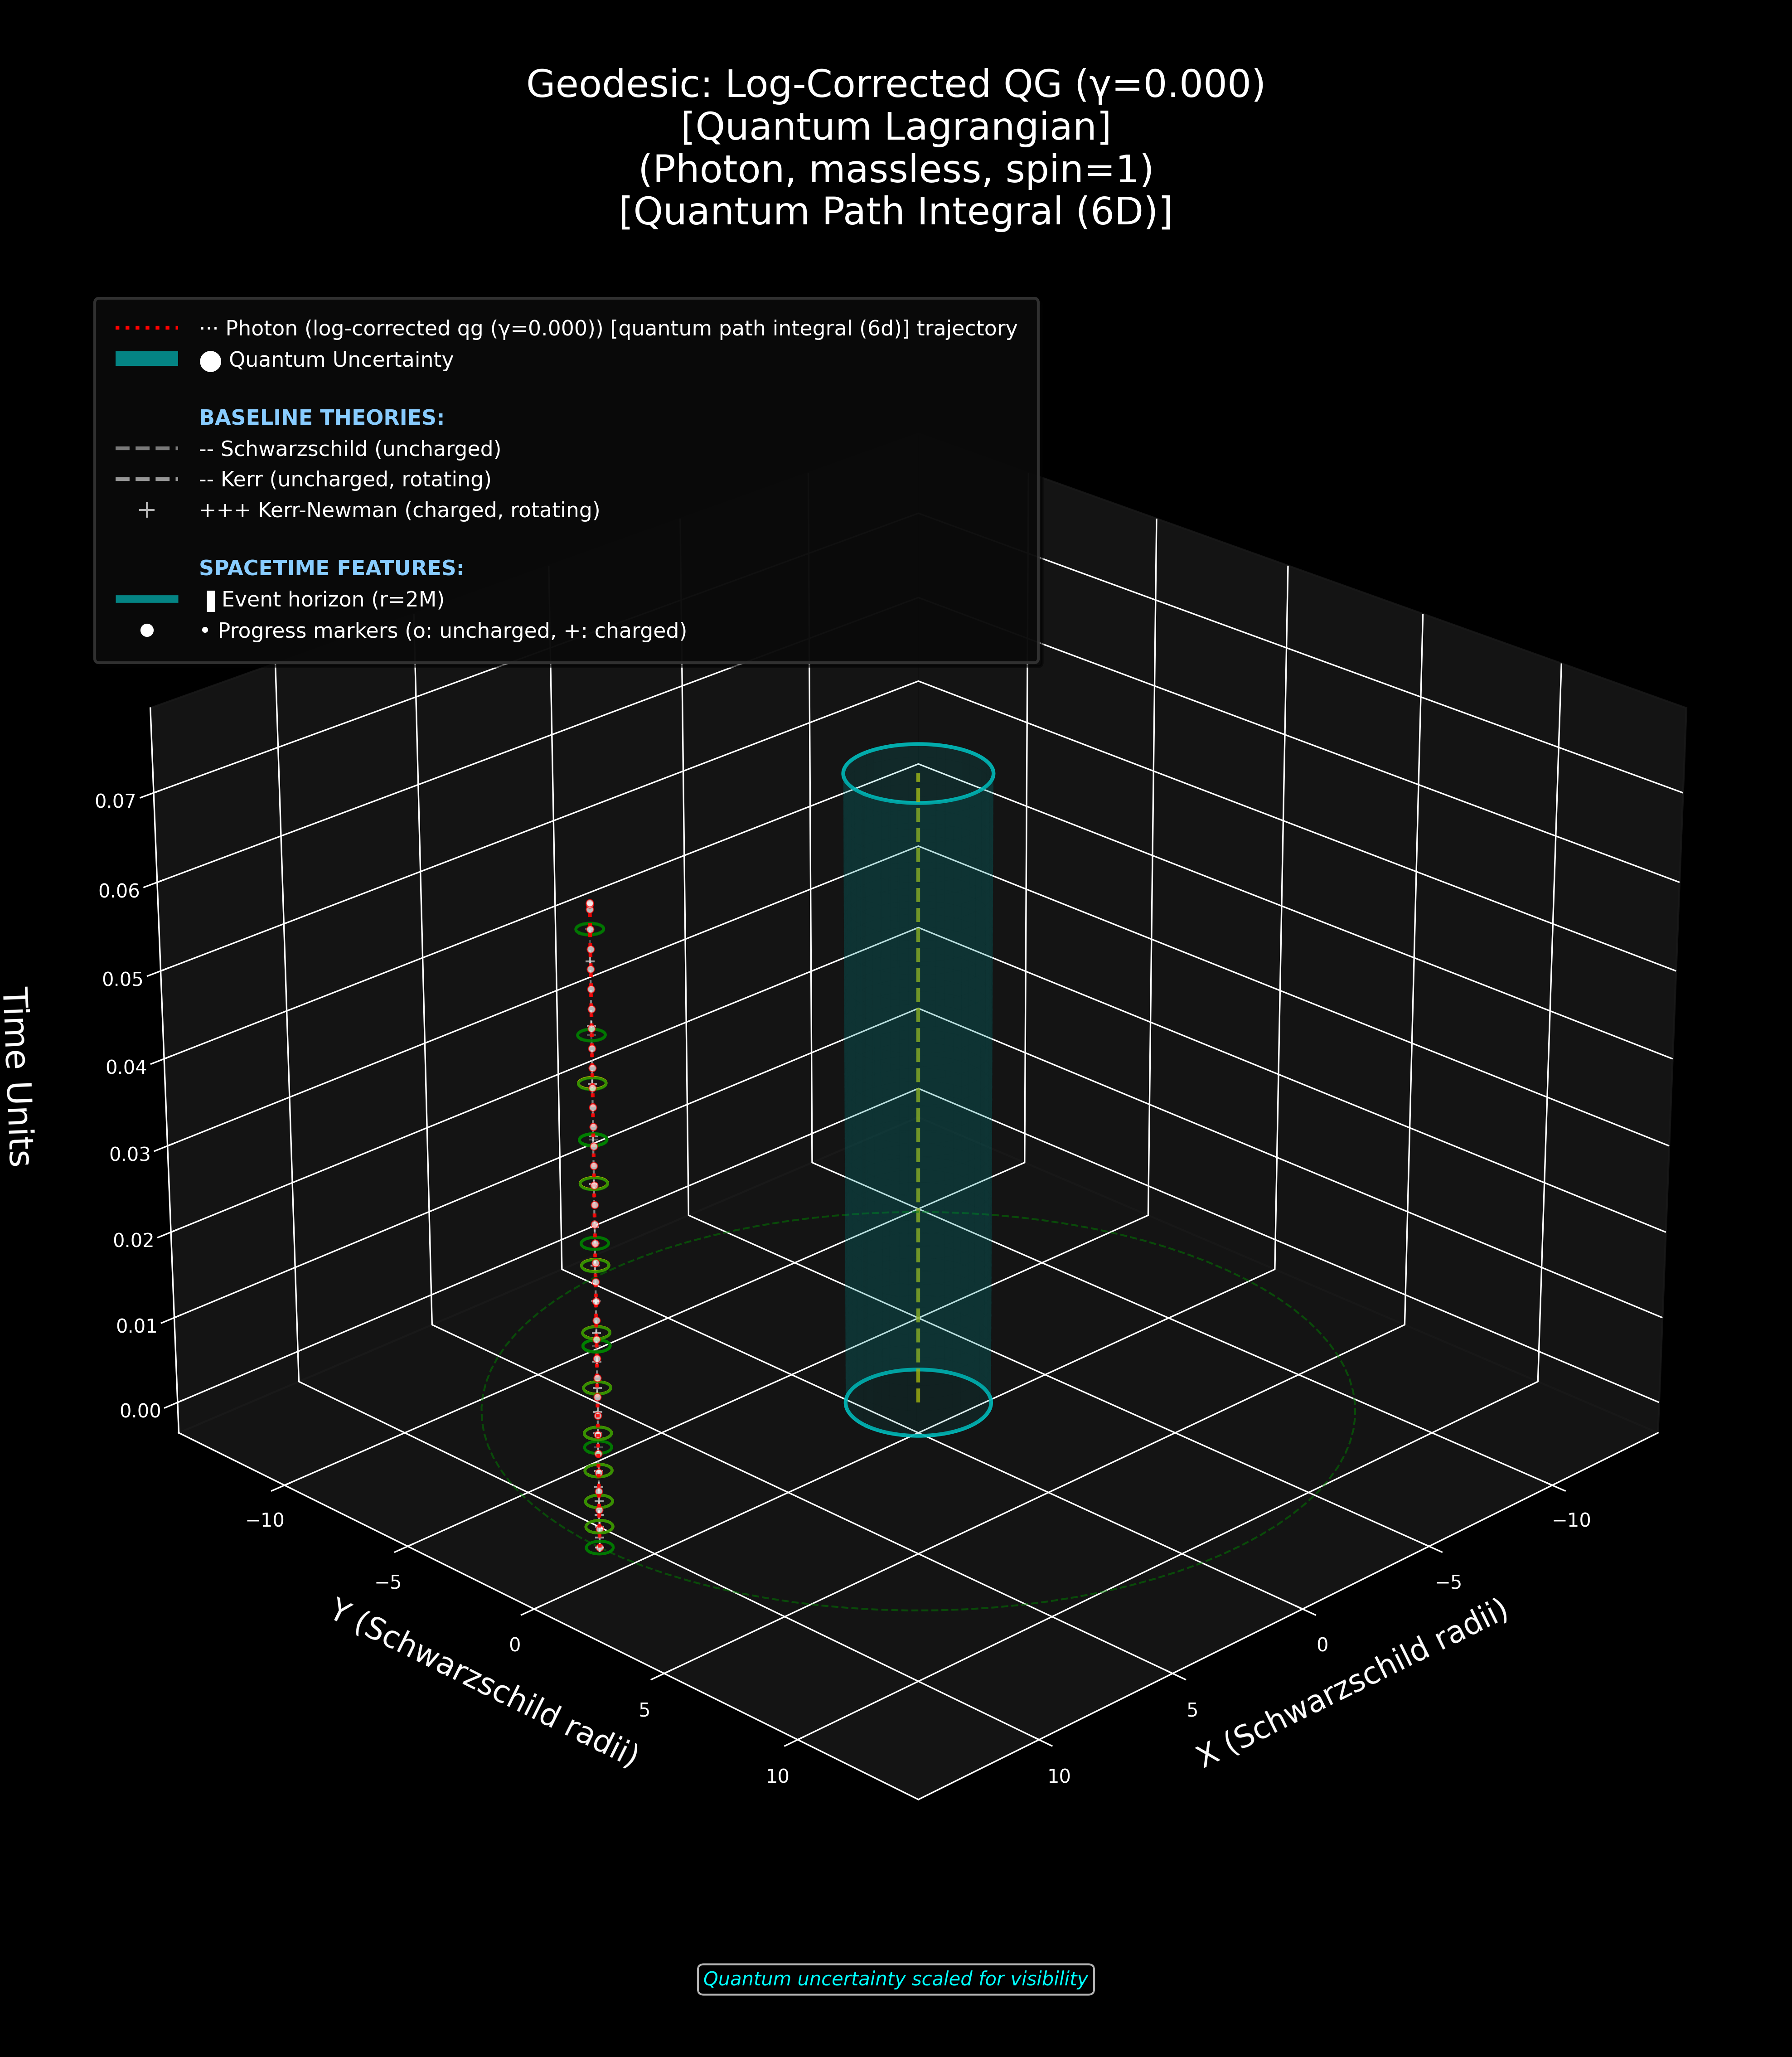 Geodesic: Log-Corrected QG (γ=0.000)
[Quantum Lagrangian]
(Photon, massless, spin=1)
[Quantum Path Integral (6D)]
··· Photon (log-corrected qg (γ=0.000)) [quantum path integral (6d)] trajectory
● Quantum Uncertainty
BASELINE THEORIES:
-- Schwarzschild (uncharged)
-- Kerr (uncharged, rotating)
+++ Kerr-Newman (charged, rotating)
SPACETIME FEATURES:
▐ Event horizon (r=2M)
• Progress markers (o: uncharged, +: charged)
0.07
0.06
0.05
0.04
0.03
0.02
0.01
0.00
Time Units
−10
−5
0
5
10
Y (Schwarzschild radii)
−10
−5
0
5
10
X (Schwarzschild radii)
Quantum uncertainty scaled for visibility